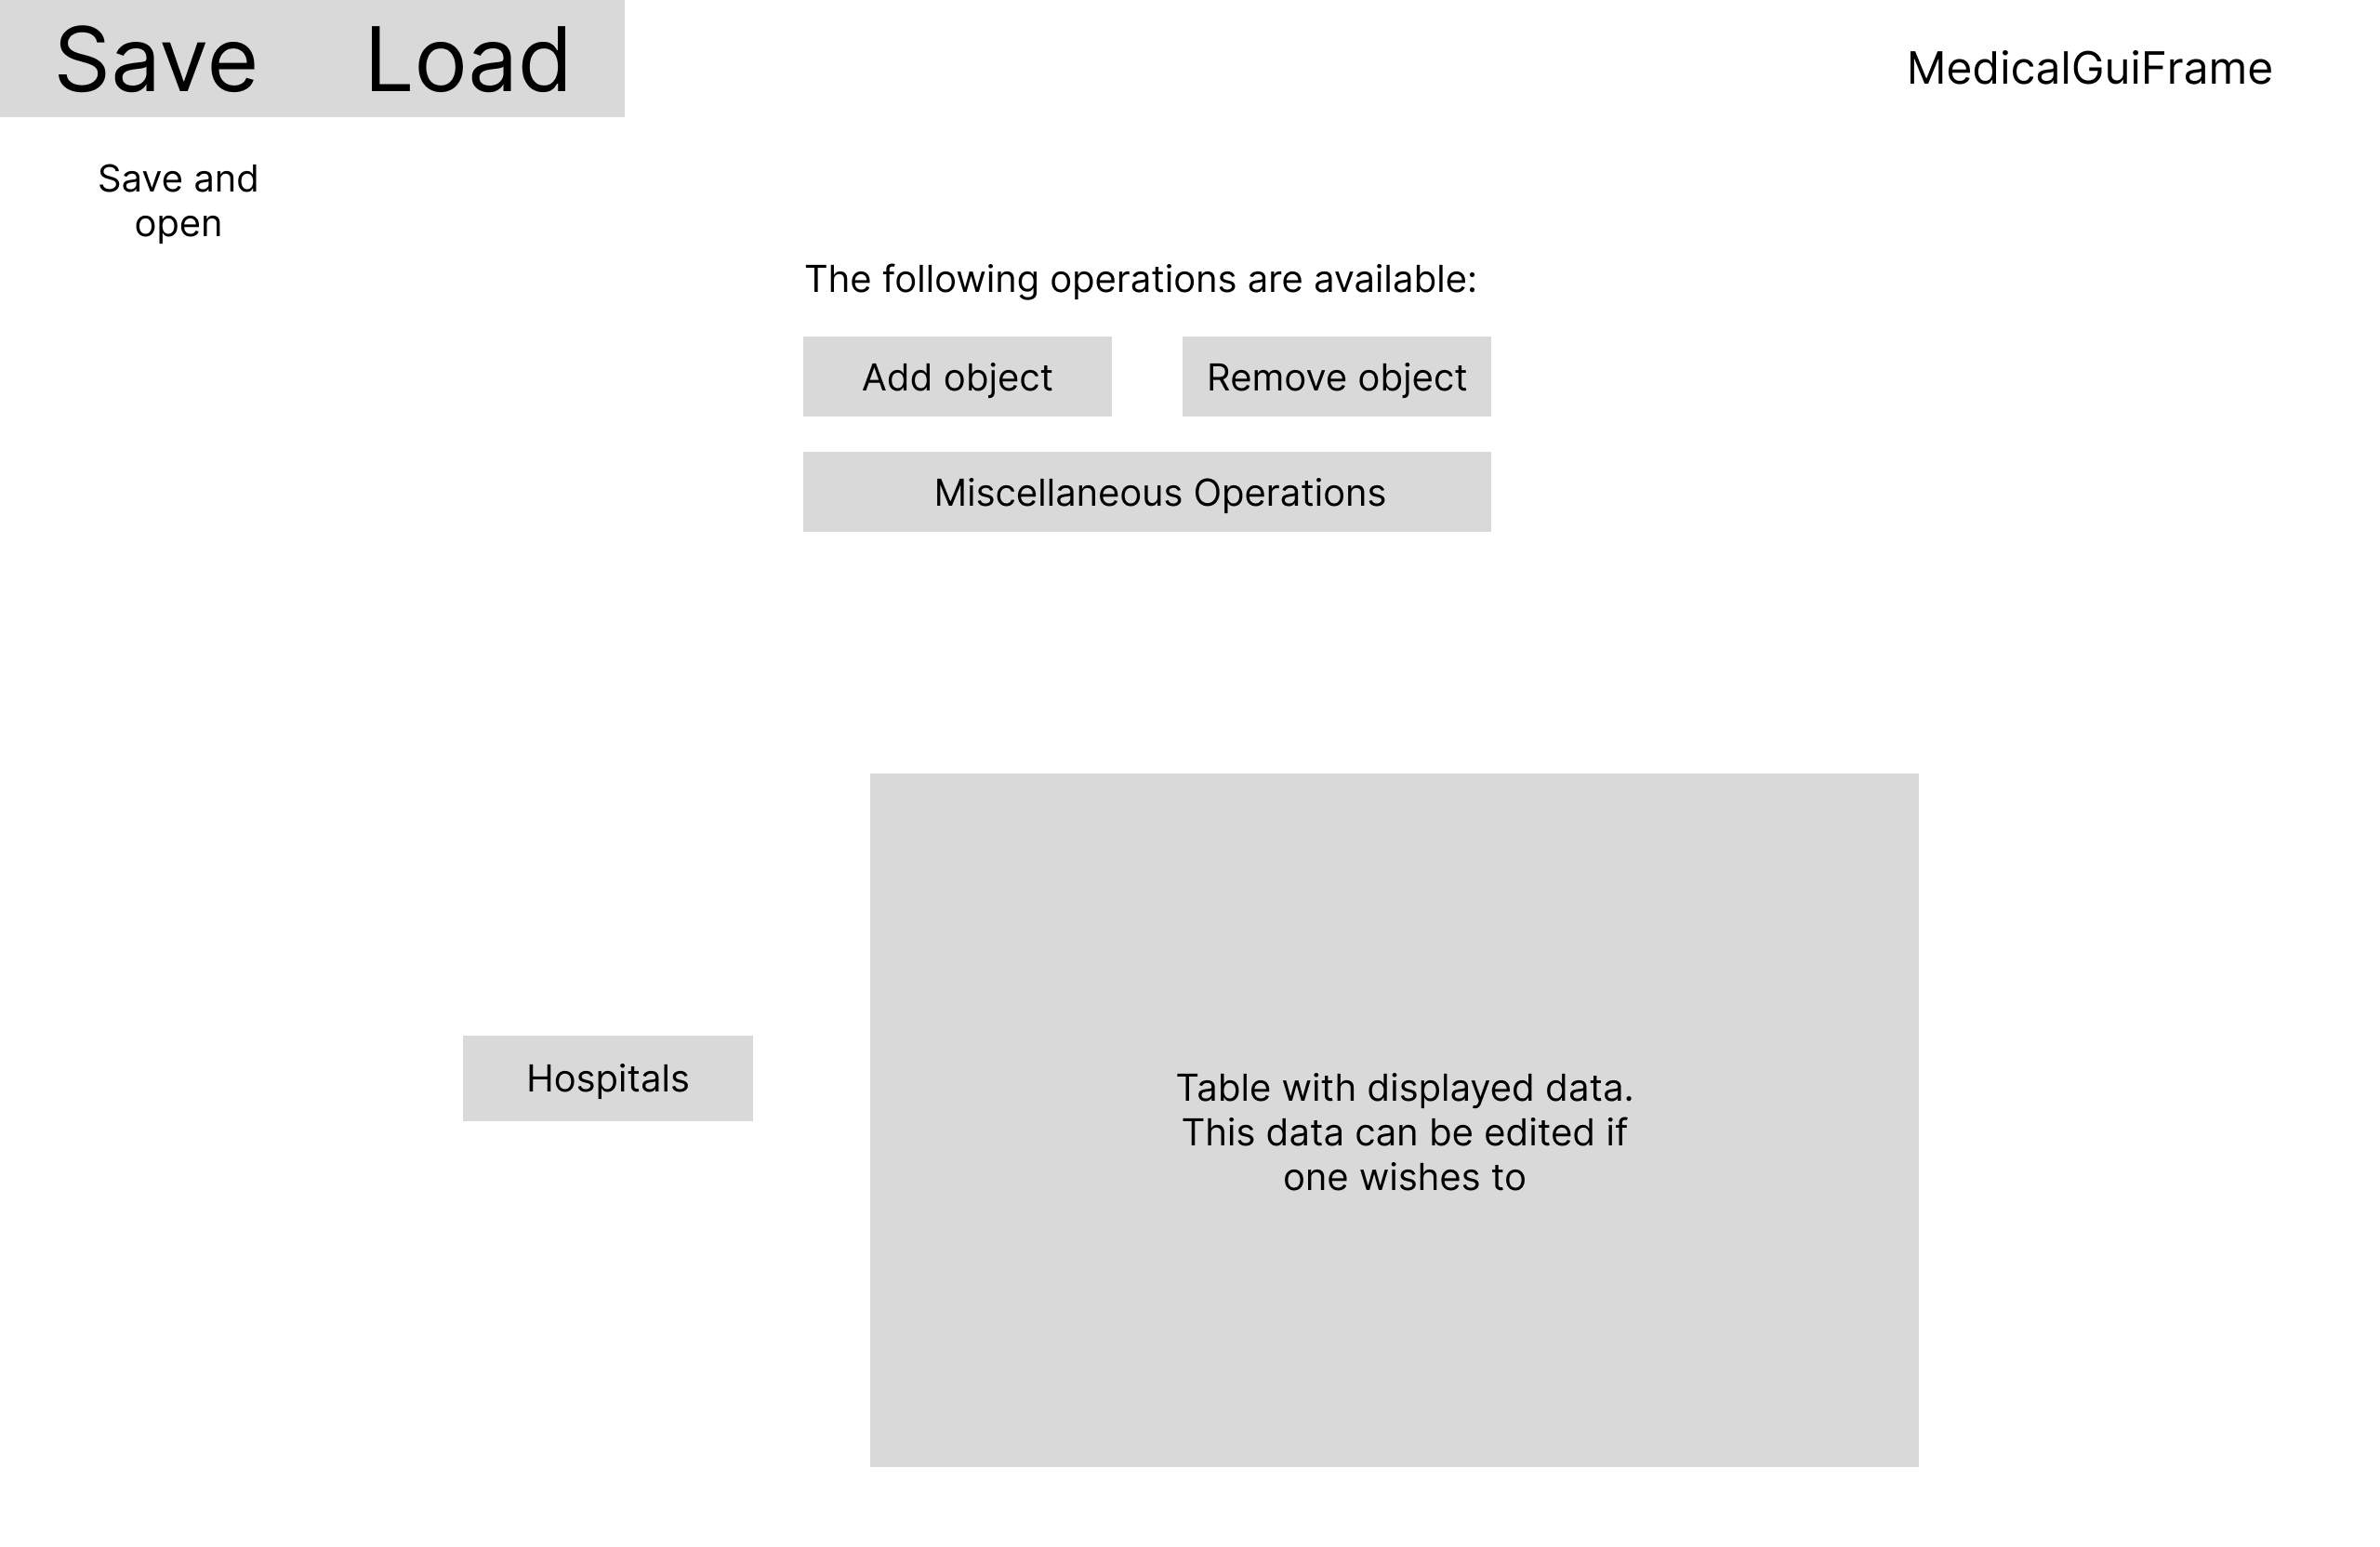 Save Load
MedicalGuiFrame
Save and
open
The following operations are available:
Add object
Remove object
Miscellaneous Operations
Hospitals
Table with displayed data.
This data can be edited if
one wishes to